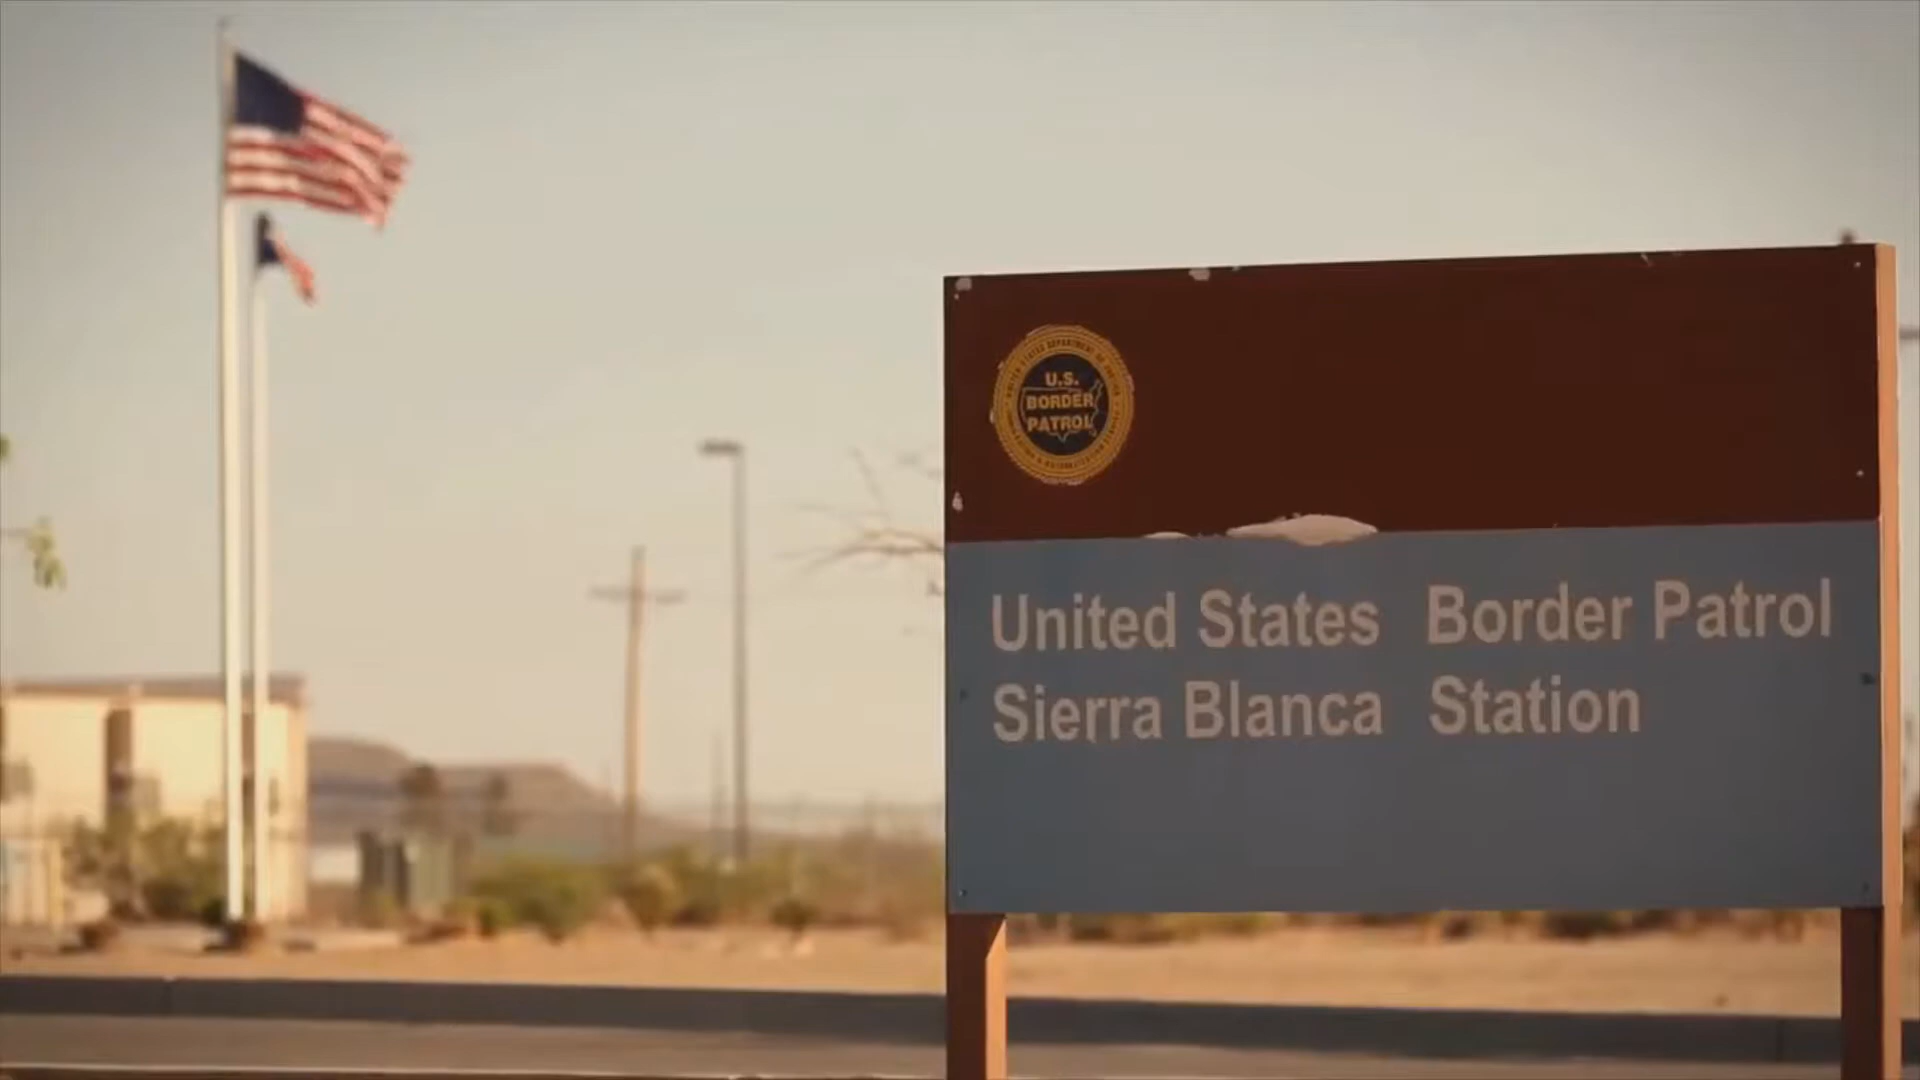 U.S.
BORDER
PATROL
United States Border Patrol
Sierra Blanca Station